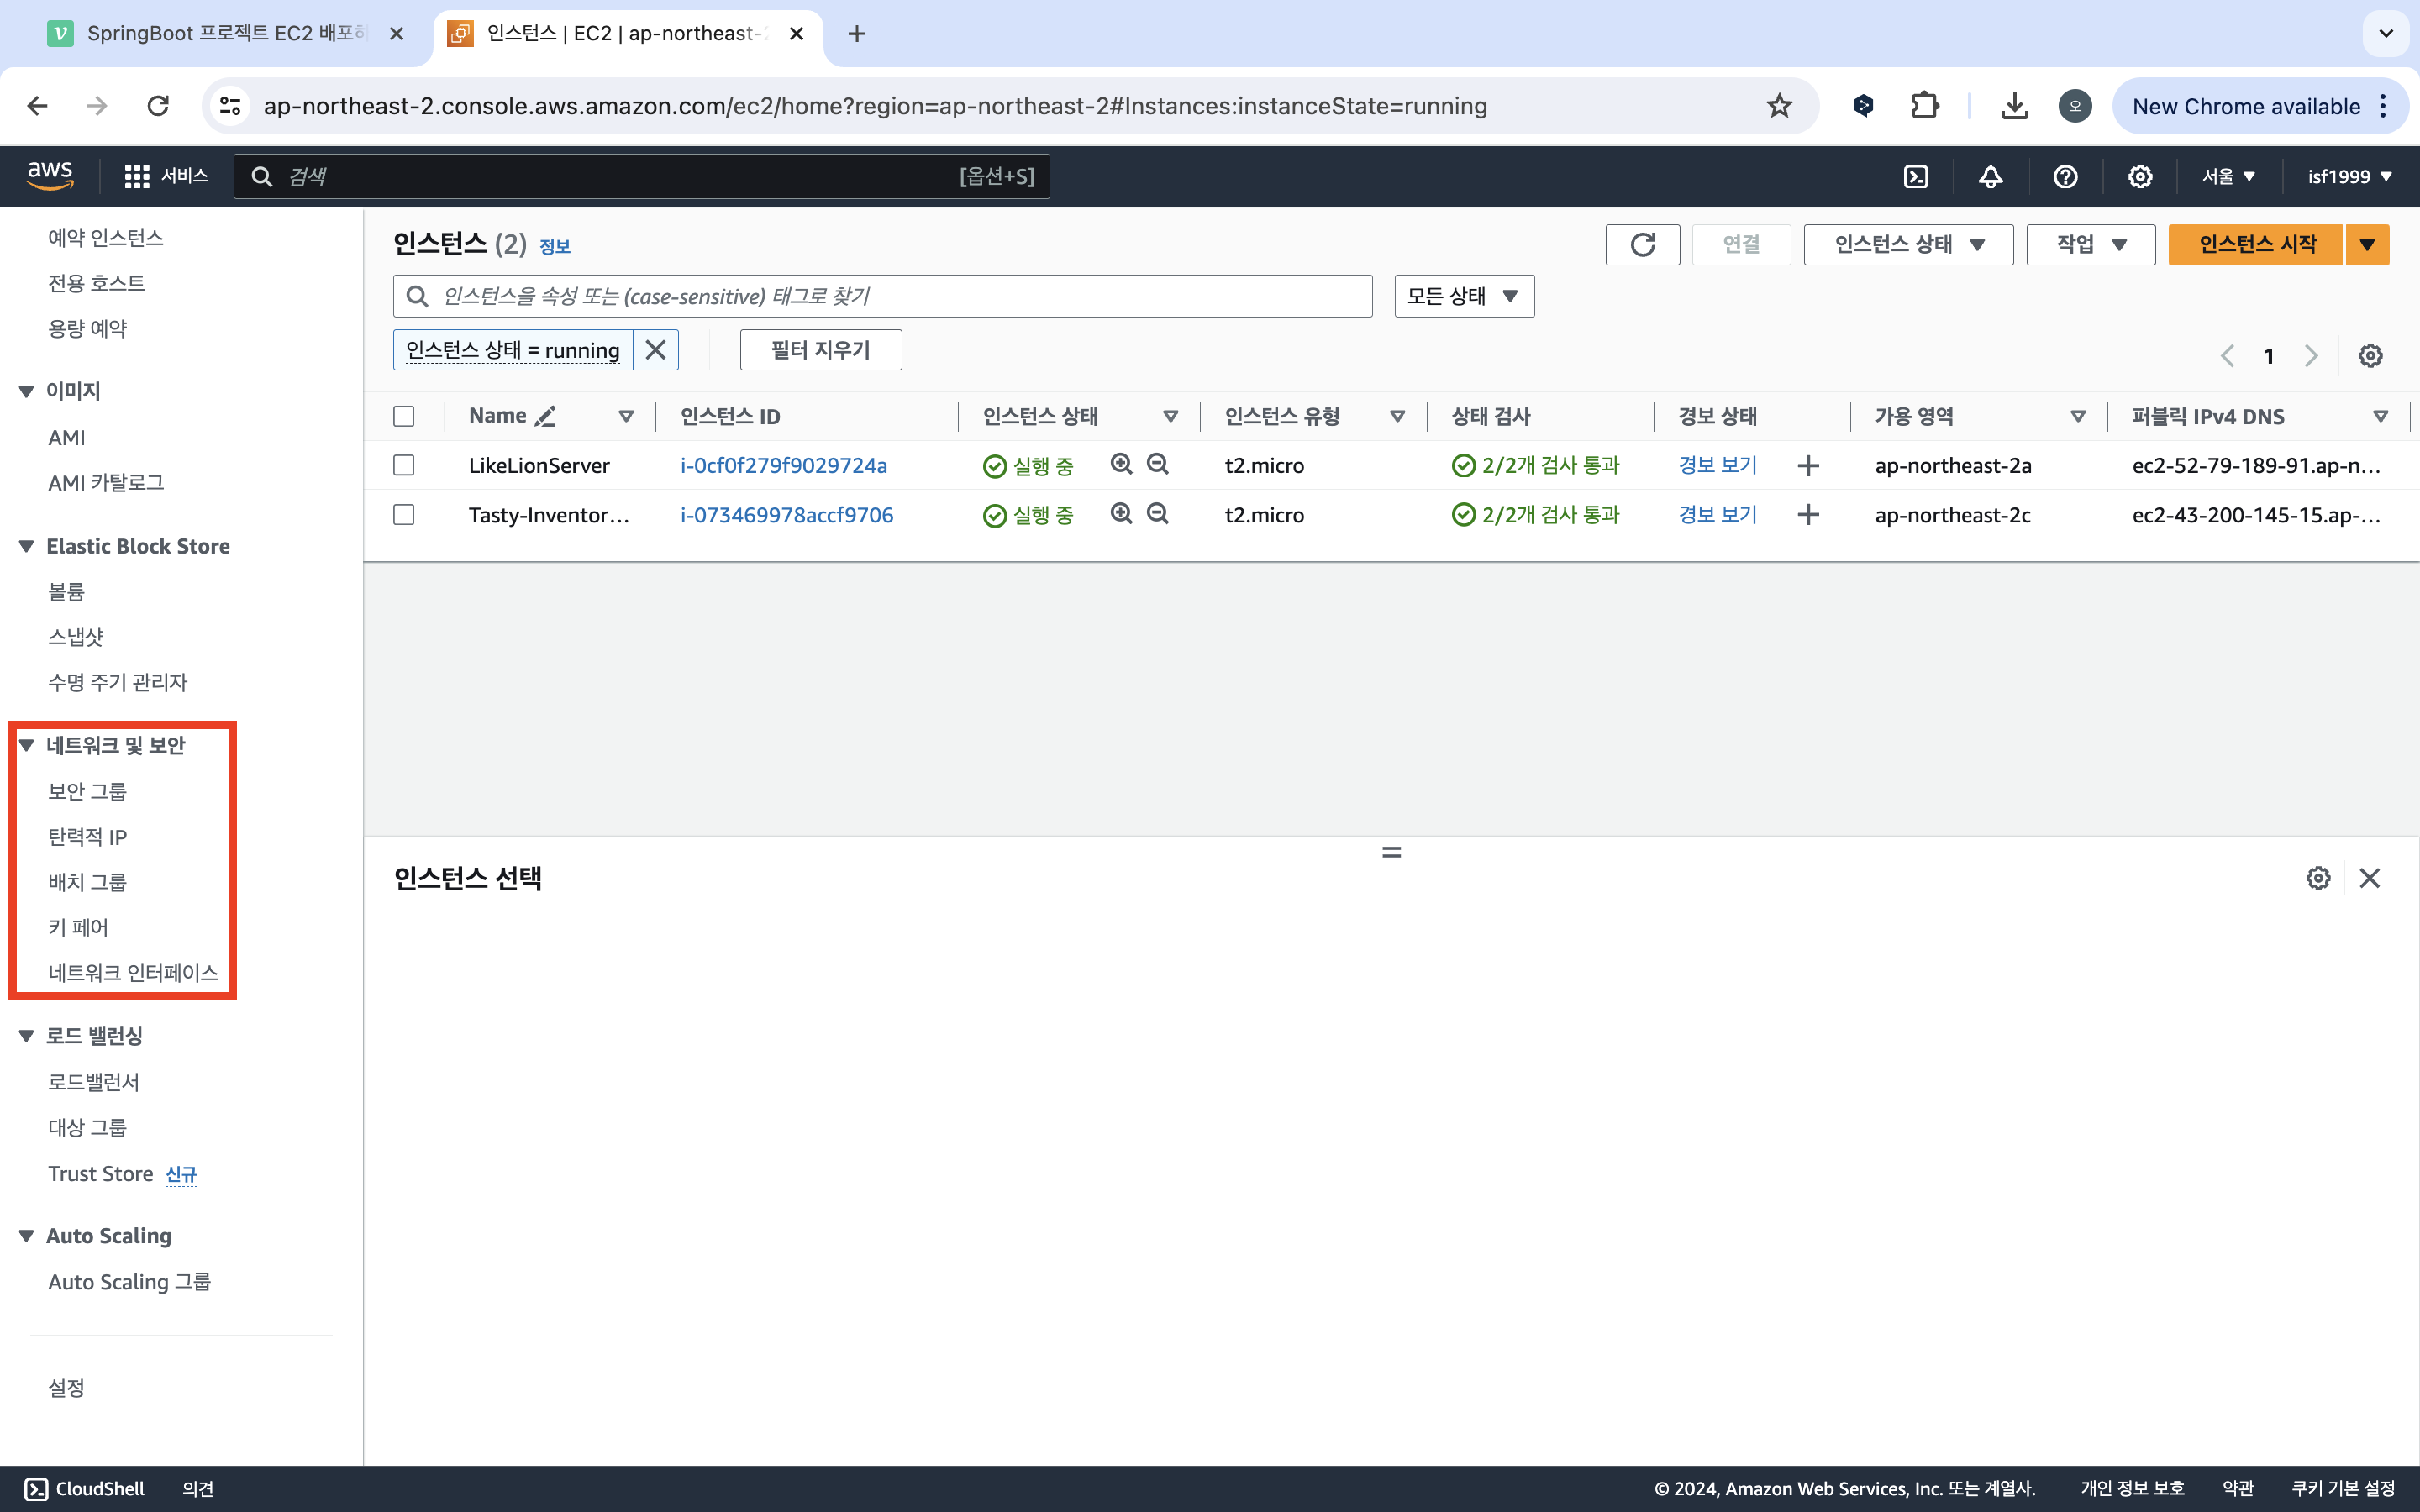 SpringBoot 프로젝트 EC2 배포하
인스턴스 | EC2 | ap-northeast-2
ap-northeast-2.console.aws.amazon.com/ec2/home?region=ap-northeast-2#Instances:instanceState=running
오
New Chrome available
aws
서비스
검색
[옵션+S]
서울
isf1999
예약 인스턴스
전용 호스트
용량 예약
이미지
AMI
AMI 카탈로그
Elastic Block Store
볼륨
스냅샷
수명 주기 관리자
네트워크 및 보안
보안 그룹
탄력적 IP
배치 그룹
키 페어
네트워크 인터페이스
로드 밸런싱
로드밸런서
대상 그룹
Trust Store 신규
Auto Scaling
Auto Scaling 그룹
설정
인스턴스 (2) 정보
연결
인스턴스 상태
작업
인스턴스 시작
인스턴스을 속성 또는 (case-sensitive) 태그로 찾기
모든 상태
인스턴스 상태 = running
필터 지우기
1
Name 인스턴스 ID 인스턴스 상태 인스턴스 유형 상태 검사 경보 상태 가용 영역 퍼블릭 IPv4 DNS
LikeLionServer i-0cf0f279f9029724a 실행 중 t2.micro 2/2개 검사 통과 경보 보기 ap-northeast-2a ec2-52-79-189-91.ap-n…
Tasty-Inventor… i-073469978accf9706 실행 중 t2.micro 2/2개 검사 통과 경보 보기 ap-northeast-2c ec2-43-200-145-15.ap-…
인스턴스 선택
CloudShell
의견
© 2024, Amazon Web Services, Inc. 또는 계열사.
개인 정보 보호
약관
쿠키 기본 설정